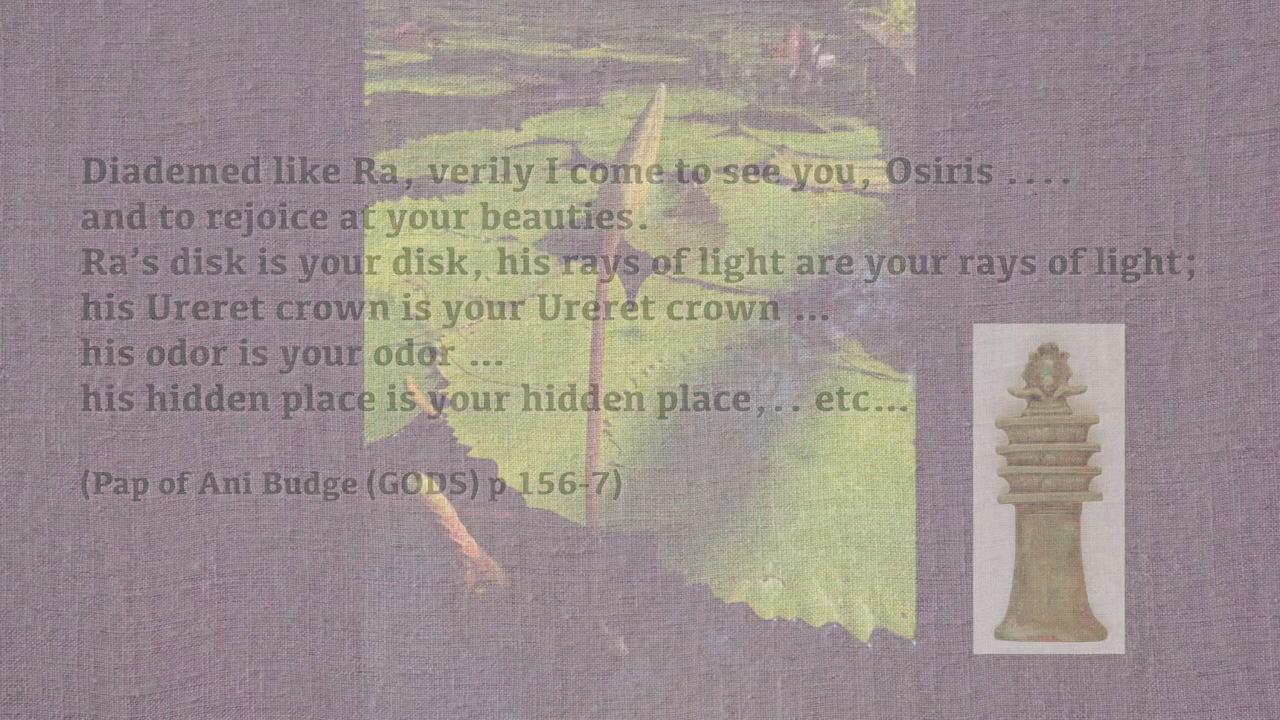 Diademed like Ra, verily I come to see you, Osiris ....
and to rejoice at your beauties.
Ra’s disk is your disk, his rays of light are your rays of light;
his Ureret crown is your Ureret crown ...
his odor is your odor ...
his hidden place is your hidden place,.. etc...
(Pap of Ani Budge (GODS) p 156-7)